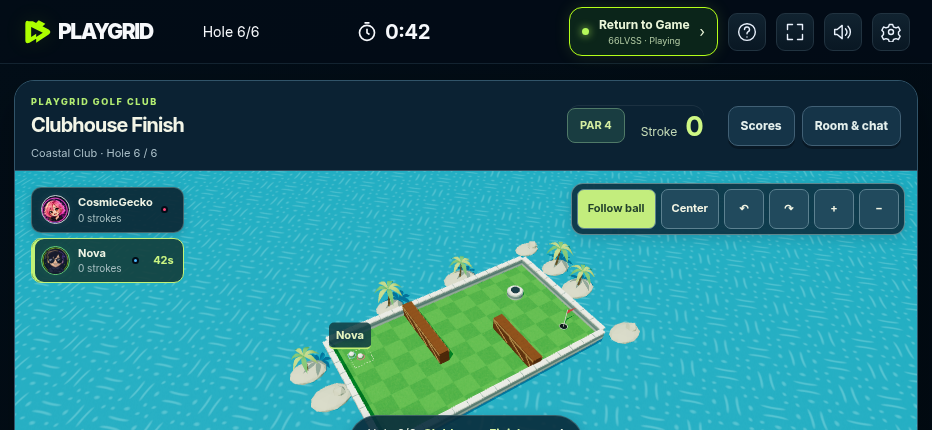 PLAYGRID
Hole 6/6
0:42
Return to Game
66LVSS · Playing
PLAYGRID GOLF CLUB
Clubhouse Finish
Coastal Club · Hole 6 / 6
PAR 4
Stroke 0
Scores
Room & chat
CosmicGecko
0 strokes
Nova
0 strokes
42s
Follow ball
Center
↶
↷
+
−
Nova